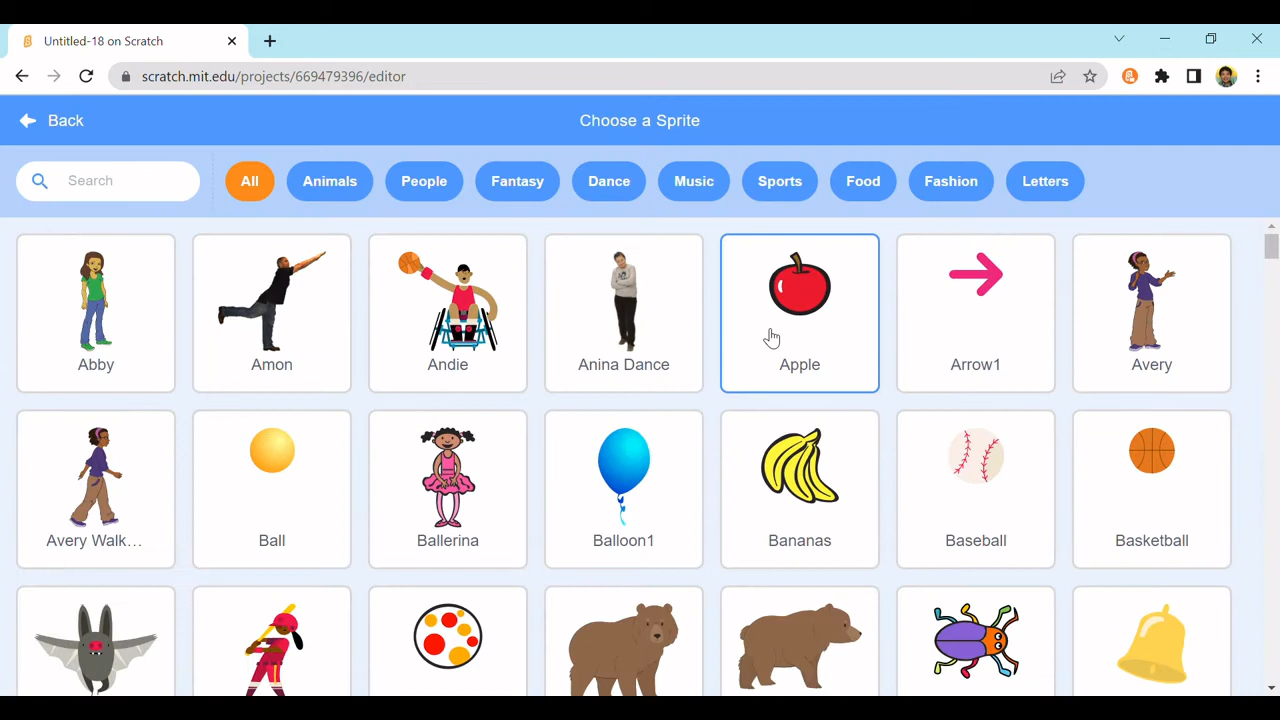 Untitled-18 on Scratch
scratch.mit.edu/projects/669479396/editor
Back
Choose a Sprite
Search
All
Animals
People
Fantasy
Dance
Music
Sports
Food
Fashion
Letters
Abby
Amon
Andie
Anina Dance
Apple
Arrow1
Avery
Avery Walk...
Ball
Ballerina
Balloon1
Bananas
Baseball
Basketball